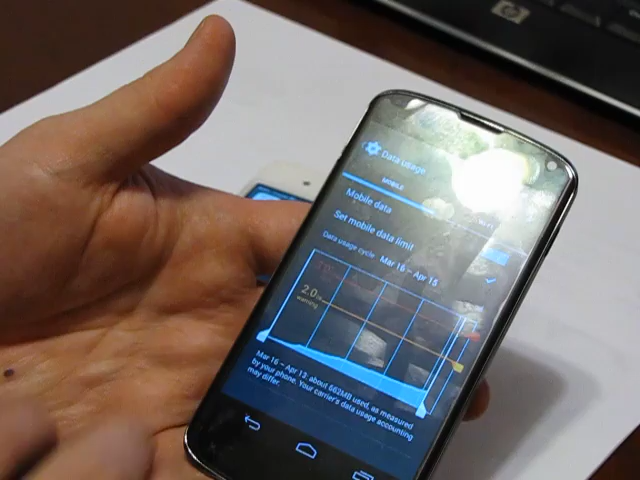 hp
Data usage
MOBILE
Mobile data
Set mobile data limit
Data usage cycle Mar 16 – Apr 15
2.0
warning
Mar 16 – Apr 13: about 662MB used, as measured
by your phone. Your carrier's data usage accounting
may differ.